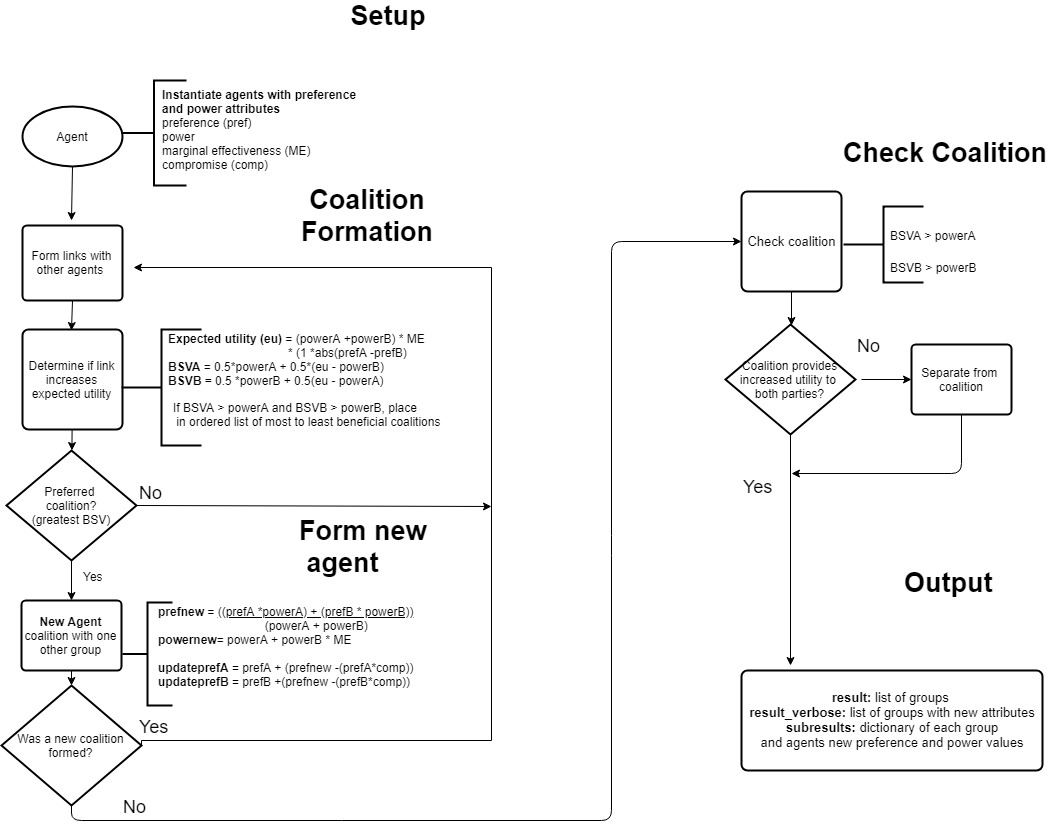 Setup
Agent
Instantiate agents with preference
and power attributes
preference (pref)
power
marginal effectiveness (ME)
compromise (comp)
Coalition
Formation
Form links with
other agents
Determine if link
increases
expected utility
Expected utility (eu) = (powerA +powerB) * ME
* (1 *abs(prefA -prefB)
BSVA = 0.5*powerA + 0.5*(eu - powerB)
BSVB = 0.5 *powerB + 0.5(eu - powerA)
If BSVA > powerA and BSVB > powerB, place
in ordered list of most to least beneficial coalitions
Preferred
coalition?
(greatest BSV)
No
Yes
Form new
agent
New Agent
coalition with one
other group
prefnew = ((prefA *powerA) + (prefB * powerB))
(powerA + powerB)
powernew= powerA + powerB * ME
updateprefA = prefA + (prefnew -(prefA*comp))
updateprefB = prefB +(prefnew -(prefB*comp))
Was a new coalition
formed?
Yes
No
Check Coalition
Check coalition
BSVA > powerA
BSVB > powerB
Coalition provides
increased utility to
both parties?
No
Separate from
coalition
Yes
Output
result: list of groups
result_verbose: list of groups with new attributes
subresults: dictionary of each group
and agents new preference and power values